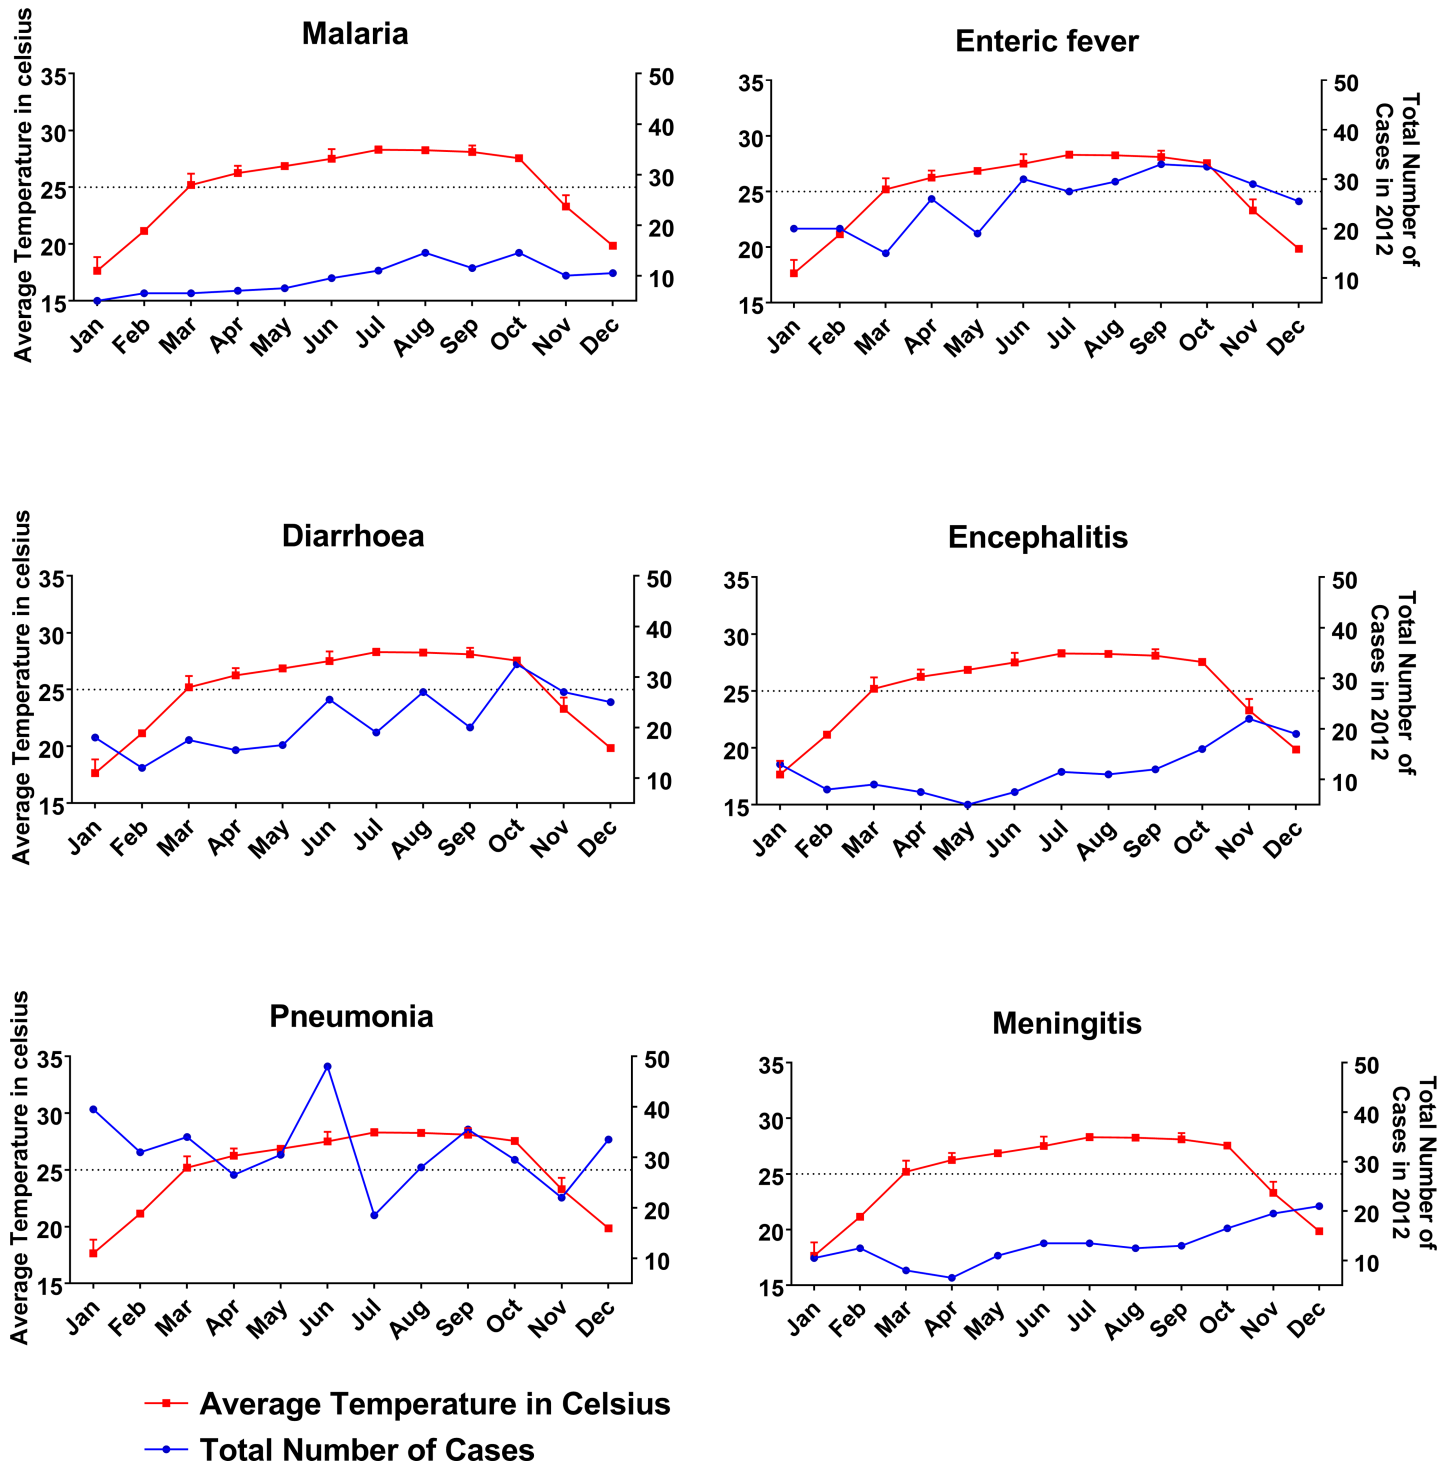 Malaria
Average Temperature in celsius
35
30
25
20
15
50
40
30
20
10
Jan Feb Mar Apr May Jun Jul Aug Sep Oct Nov Dec
Enteric fever
35
30
25
20
15
50
40
30
20
10
Total Number of
Cases in 2012
Jan Feb Mar Apr May Jun Jul Aug Sep Oct Nov Dec
Diarrhoea
Average Temperature in celsius
35
30
25
20
15
50
40
30
20
10
Jan Feb Mar Apr May Jun Jul Aug Sep Oct Nov Dec
Encephalitis
35
30
25
20
15
50
40
30
20
10
Total Number of
Cases in 2012
Jan Feb Mar Apr May Jun Jul Aug Sep Oct Nov Dec
Pneumonia
Average Temperature in celsius
35
30
25
20
15
50
40
30
20
10
Jan Feb Mar Apr May Jun Jul Aug Sep Oct Nov Dec
Meningitis
35
30
25
20
15
50
40
30
20
10
Total Number of
Cases in 2012
Jan Feb Mar Apr May Jun Jul Aug Sep Oct Nov Dec
Average Temperature in Celsius
Total Number of Cases